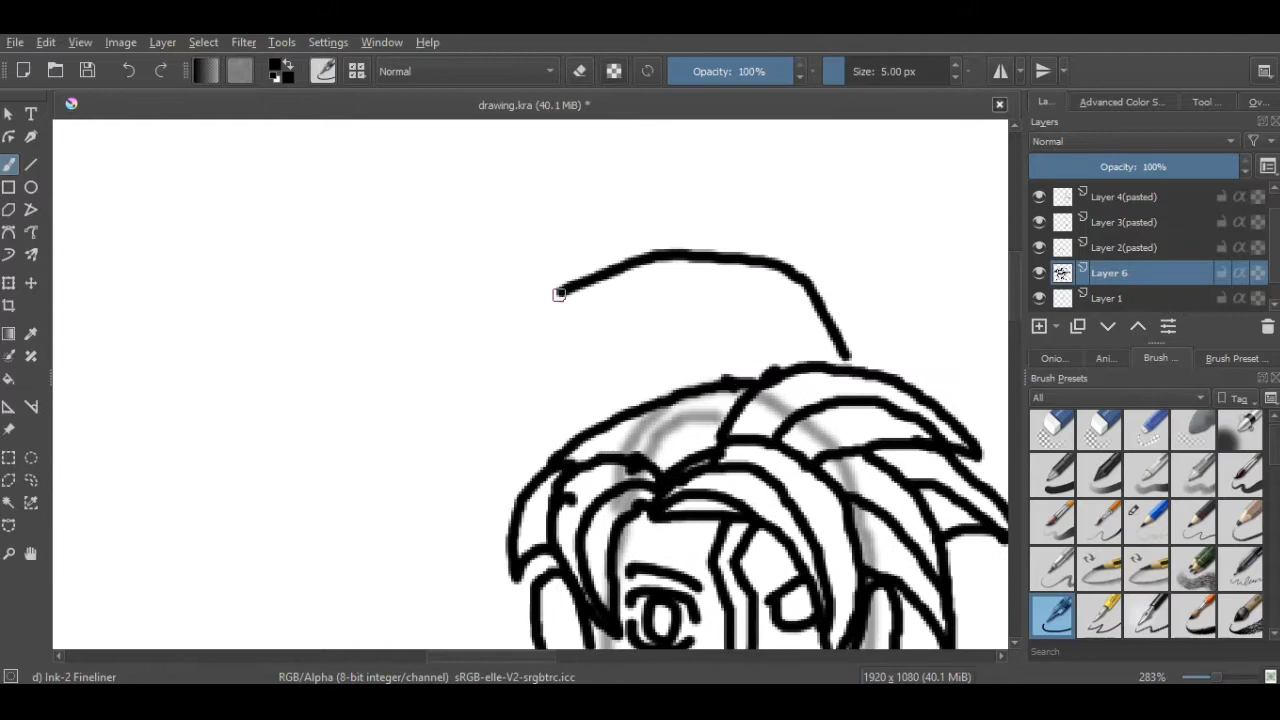 File Edit View Image Layer Select Filter Tools Settings Window Help
Normal Opacity: 100% Size: 5.00 px
drawing.kra (40.1 MiB) *
La... Advanced Color S... Tool ... Ov...
Layers
Normal
Opacity: 100%
Layer 4(pasted)
Layer 3(pasted)
Layer 2(pasted)
Layer 6
Layer 1
Onio... Ani... Brush ... Brush Preset ...
Brush Presets
All Tag
Search
d) Ink-2 Fineliner RGB/Alpha (8-bit integer/channel) sRGB-elle-V2-srgbtrc.icc 1920 x 1080 (40.1 MiB) 283%